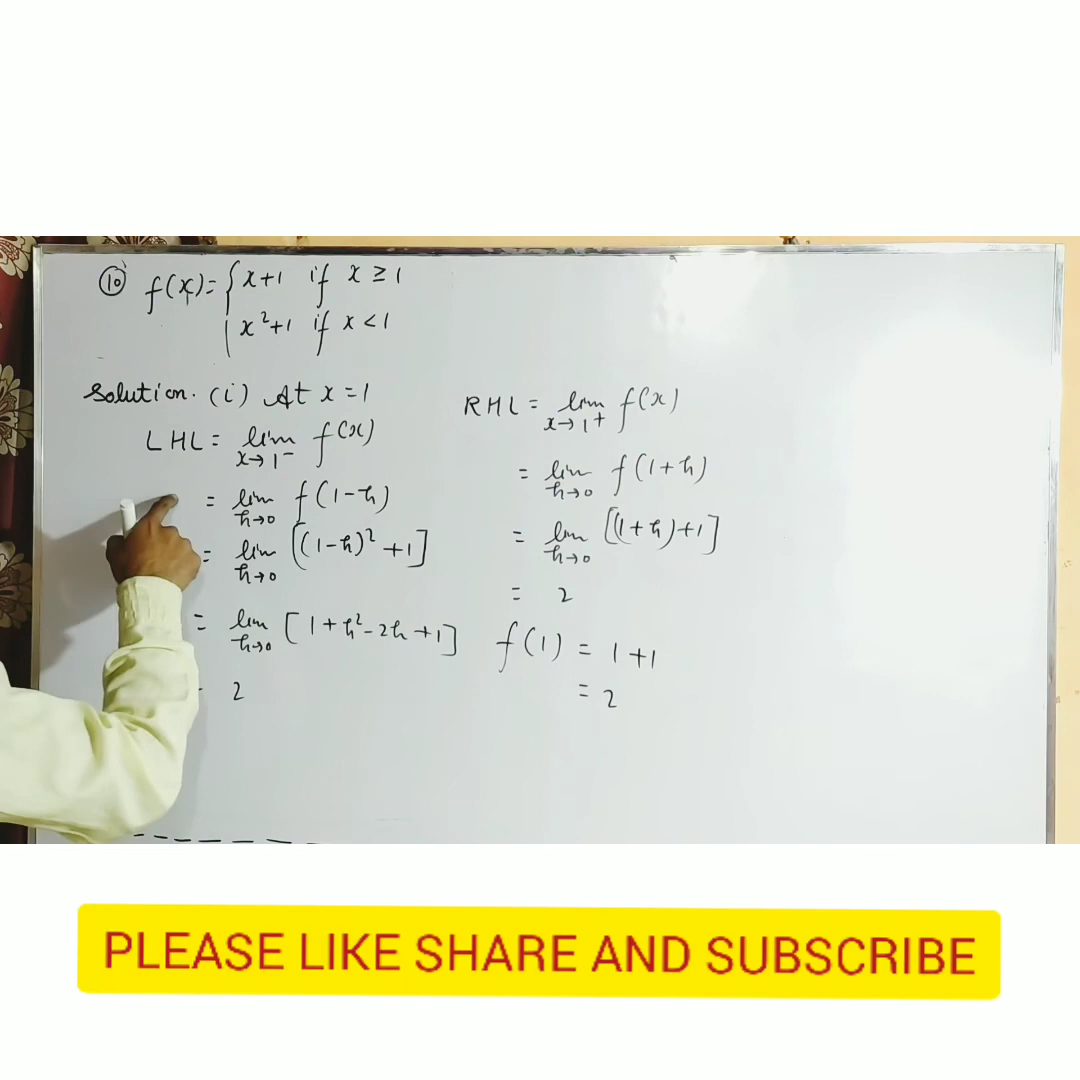 ⑩ f(x)= { x+1 if x ≥ 1
x²+1 if x < 1
Solution. (i) At x = 1
LHL = lim x→1⁻ f(x)
= lim h→0 f(1-h)
= lim h→0 [(1-h)² +1]
= lim h→0 [1+h²-2h+1]
- 2
RHL = lim x→1+ f(x)
= lim h→0 f(1+h)
= lim h→0 [(1+h)+1]
= 2
f(1) = 1+1
= 2
PLEASE LIKE SHARE AND SUBSCRIBE